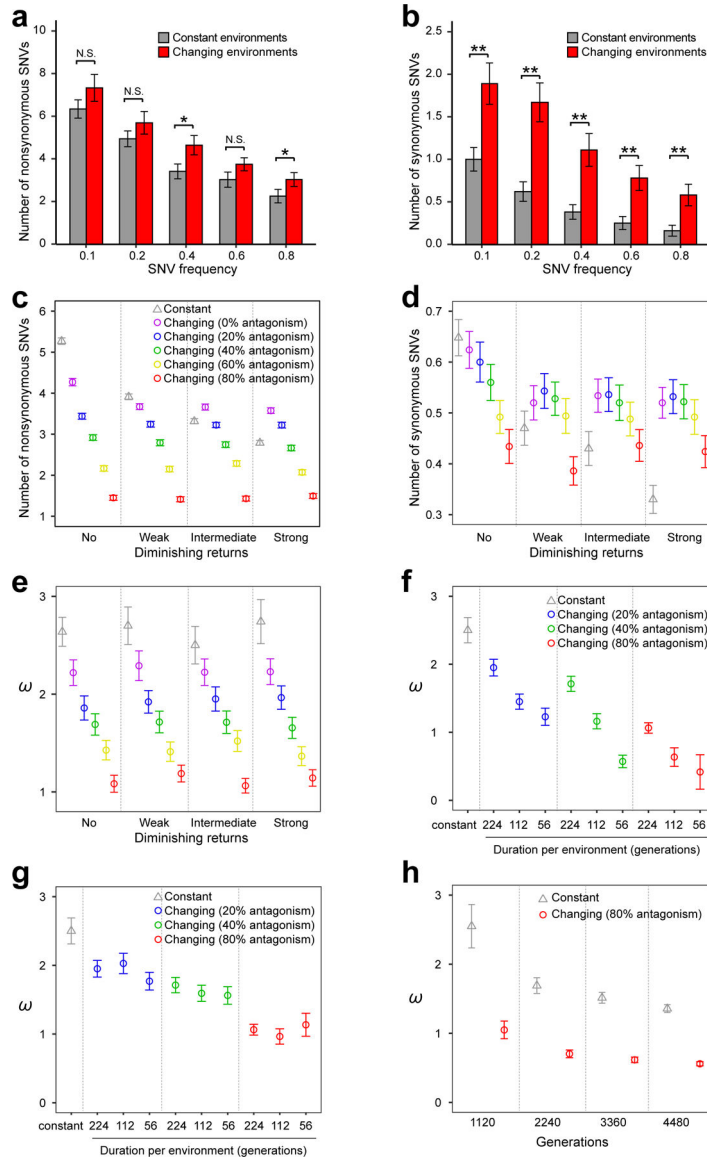 a
Number of nonsynonymous SNVs
Constant environments
Changing environments
N.S.
N.S.
*
N.S.
*
10
8
6
4
2
0
0.1 0.2 0.4 0.6 0.8
SNV frequency
b
Number of synonymous SNVs
Constant environments
Changing environments
**
**
**
**
**
2.5
2.0
1.5
1.0
0.5
0.0
0.1 0.2 0.4 0.6 0.8
SNV frequency
c
Number of nonsynonymous SNVs
Constant
Changing (0% antagonism)
Changing (20% antagonism)
Changing (40% antagonism)
Changing (60% antagonism)
Changing (80% antagonism)
6
5
4
3
2
1
No Weak Intermediate Strong
Diminishing returns
d
Number of synonymous SNVs
0.7
0.6
0.5
0.4
0.3
No Weak Intermediate Strong
Diminishing returns
e
ω
3
2
1
No Weak Intermediate Strong
Diminishing returns
f
ω
Constant
Changing (20% antagonism)
Changing (40% antagonism)
Changing (80% antagonism)
3
2
1
0
constant 224 112 56 224 112 56 224 112 56
Duration per environment (generations)
g
ω
Constant
Changing (20% antagonism)
Changing (40% antagonism)
Changing (80% antagonism)
3
2
1
0
constant 224 112 56 224 112 56 224 112 56
Duration per environment (generations)
h
ω
Constant
Changing (80% antagonism)
3
2
1
0
1120 2240 3360 4480
Generations